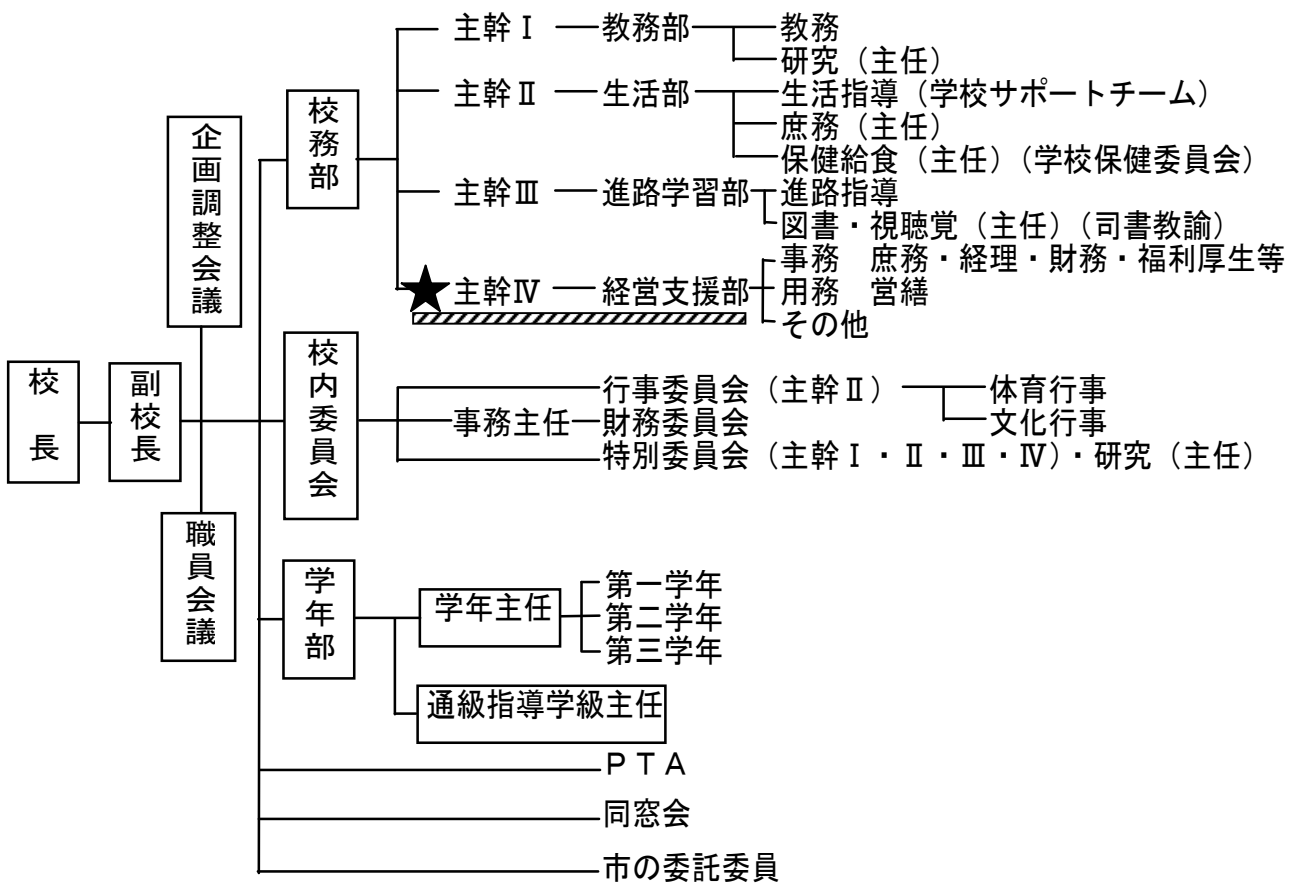 校長
副校長
企画調整会議
職員会議
校務部
主幹Ⅰ 教務部 教務
研究（主任）
主幹Ⅱ 生活部 生活指導（学校サポートチーム）
庶務（主任）
保健給食（主任）（学校保健委員会）
主幹Ⅲ 進路学習部 進路指導
図書・視聴覚（主任）（司書教諭）
★主幹Ⅳ 経営支援部 事務 庶務・経理・財務・福利厚生等
用務 営繕
その他
校内委員会
行事委員会（主幹Ⅱ） 体育行事
文化行事
事務主任 財務委員会
特別委員会（主幹Ⅰ・Ⅱ・Ⅲ・Ⅳ）・研究（主任）
学年部
学年主任 第一学年
第二学年
第三学年
通級指導学級主任
ＰＴＡ
同窓会
市の委託委員